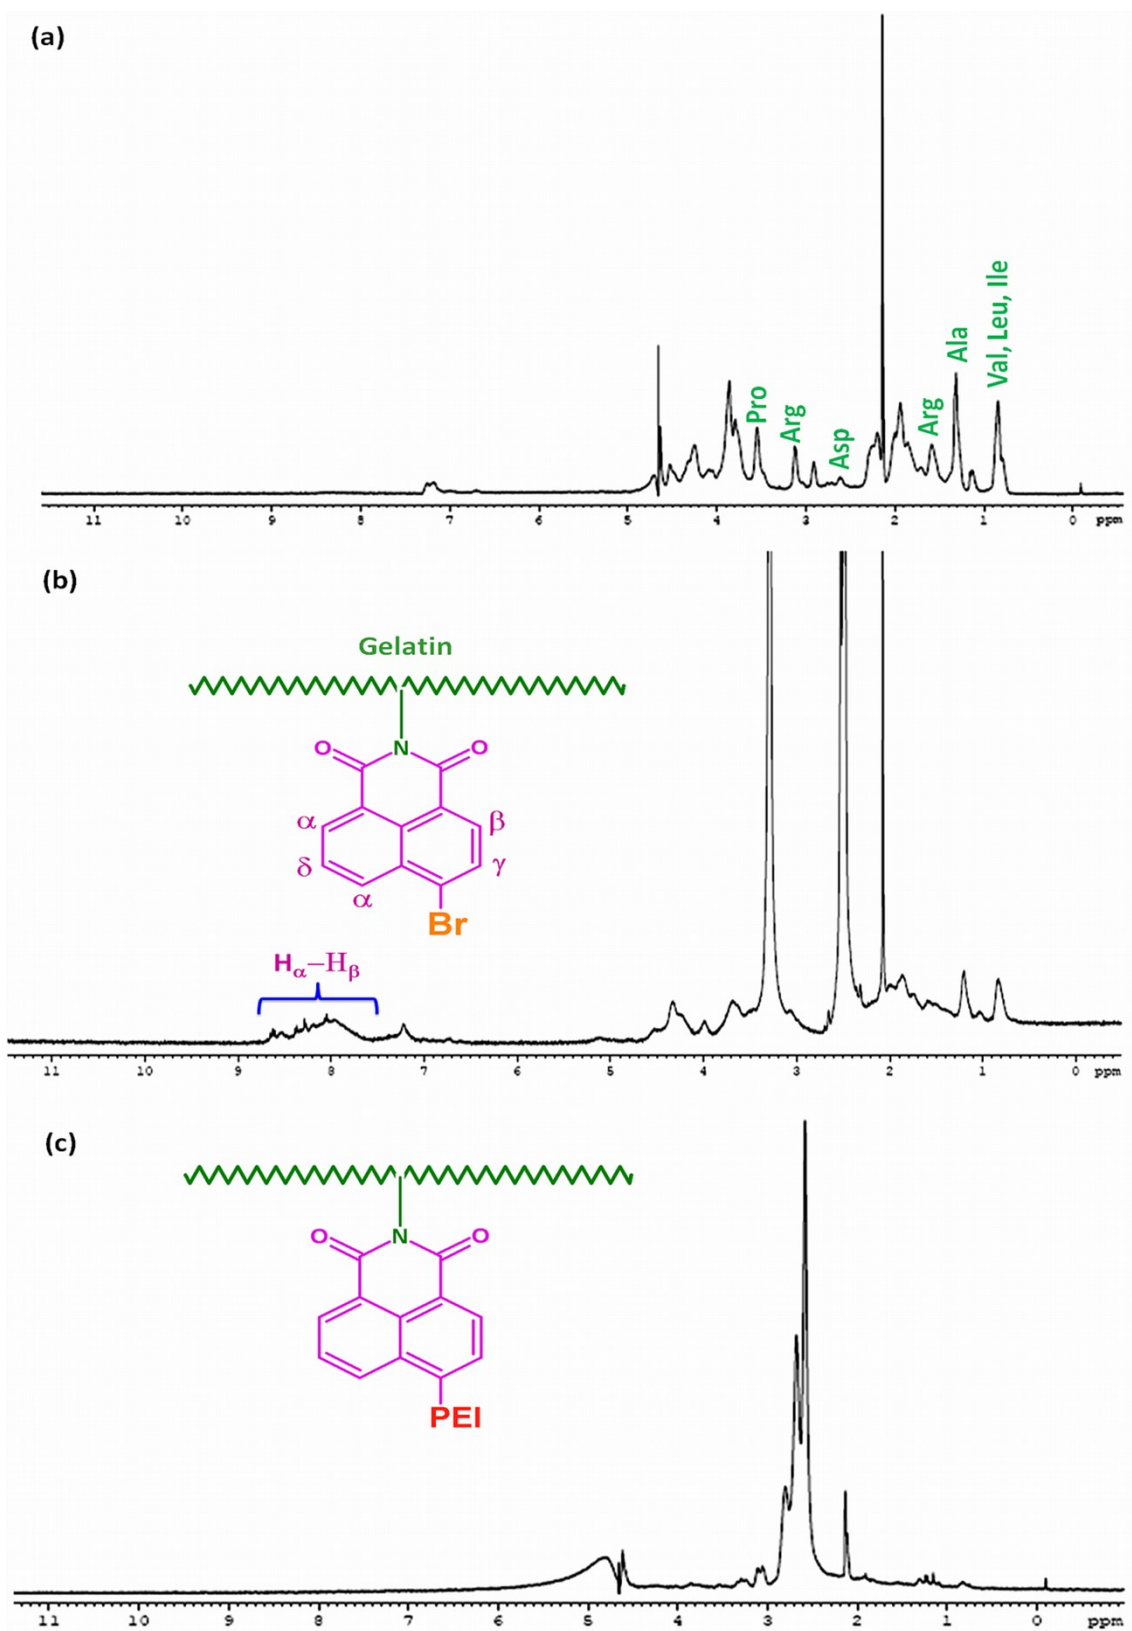 (a)
Pro
Arg
Asp
Arg
Ala
Val, Leu, Ile
11 10 9 8 7 6 5 4 3 2 1 0 ppm
(b)
Gelatin
O N O
α β
δ γ
α
Br
Hα–Hβ
11 10 9 8 7 6 5 4 3 2 1 0 ppm
(c)
O N O
PEI
11 10 9 8 7 6 5 4 3 2 1 0 ppm